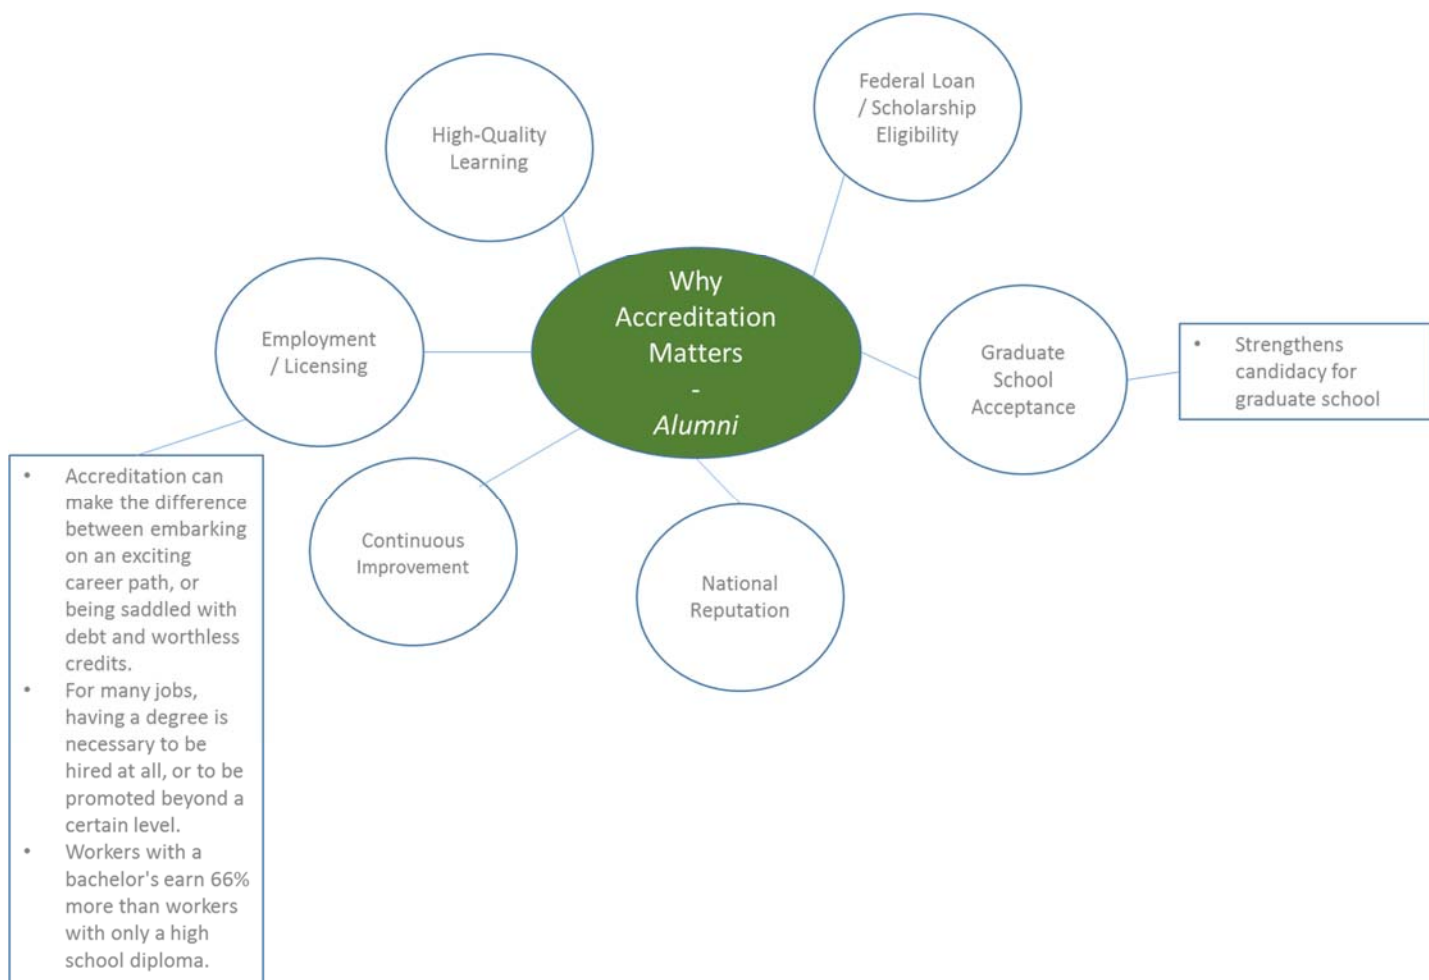 High-Quality
Learning
Federal Loan
/ Scholarship
Eligibility
Why
Accreditation
Matters
-
Alumni
Employment
/ Licensing
Graduate
School
Acceptance
• Strengthens
candidacy for
graduate school
Continuous
Improvement
National
Reputation
• Accreditation can
make the difference
between embarking
on an exciting
career path, or
being saddled with
debt and worthless
credits.
• For many jobs,
having a degree is
necessary to be
hired at all, or to be
promoted beyond a
certain level.
• Workers with a
bachelor's earn 66%
more than workers
with only a high
school diploma.